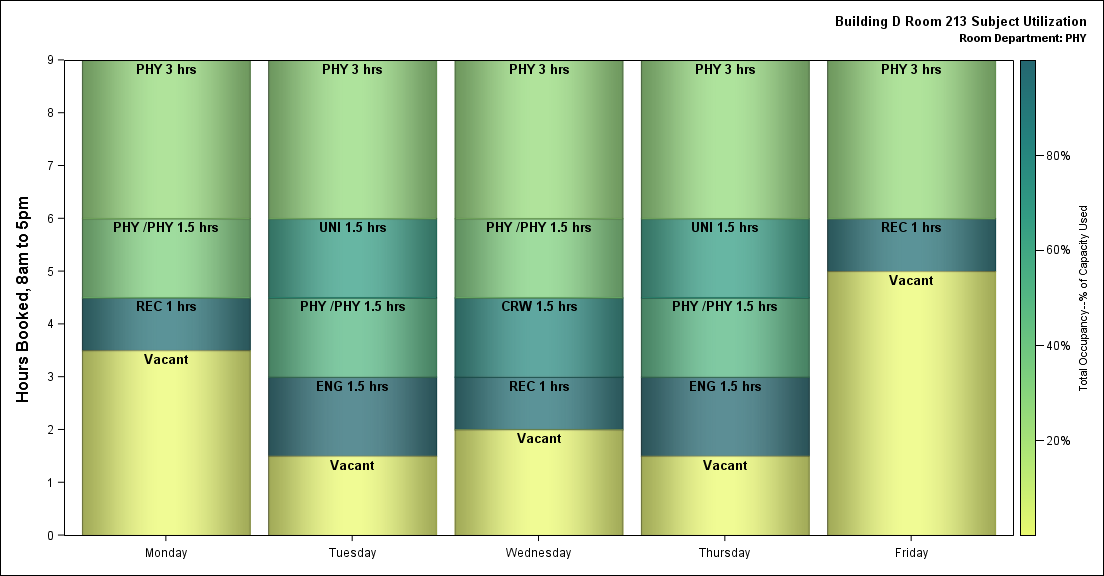 Building D Room 213 Subject Utilization
Room Department: PHY
Hours Booked, 8am to 5pm
9
8
7
6
5
4
3
2
1
0
PHY 3 hrs
PHY /PHY 1.5 hrs
REC 1 hrs
Vacant
PHY 3 hrs
UNI 1.5 hrs
PHY /PHY 1.5 hrs
ENG 1.5 hrs
Vacant
PHY 3 hrs
PHY /PHY 1.5 hrs
CRW 1.5 hrs
REC 1 hrs
Vacant
PHY 3 hrs
UNI 1.5 hrs
PHY /PHY 1.5 hrs
ENG 1.5 hrs
Vacant
PHY 3 hrs
REC 1 hrs
Vacant
Monday
Tuesday
Wednesday
Thursday
Friday
80%
60%
40%
20%
Total Occupancy--% of Capacity Used